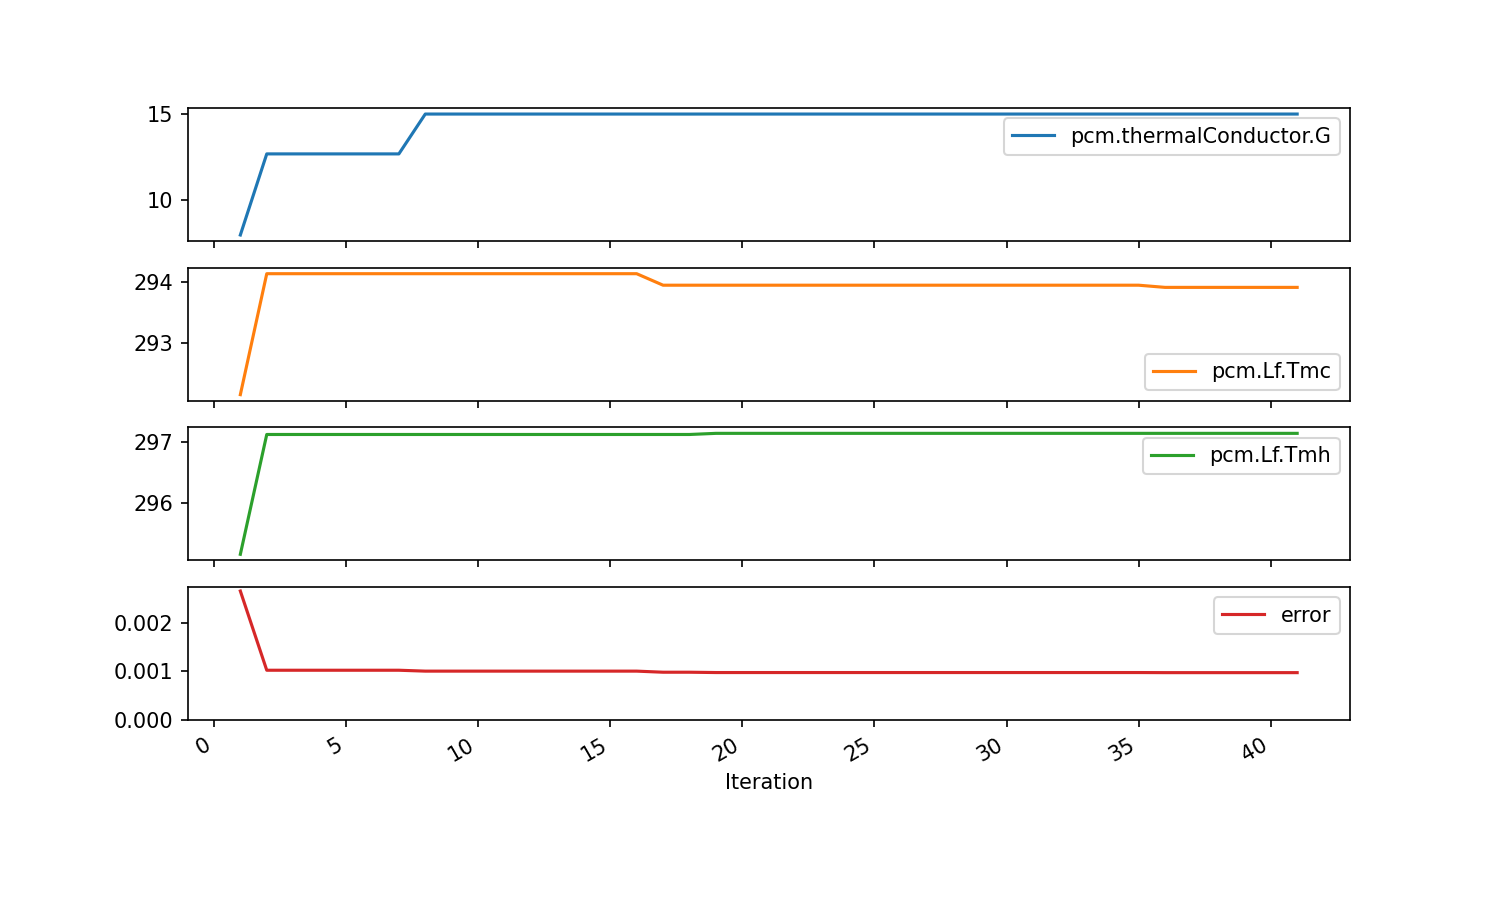 15
10
pcm.thermalConductor.G
294
293
pcm.Lf.Tmc
297
296
pcm.Lf.Tmh
0.002
0.001
0.000
error
0 5 10 15 20 25 30 35 40
Iteration